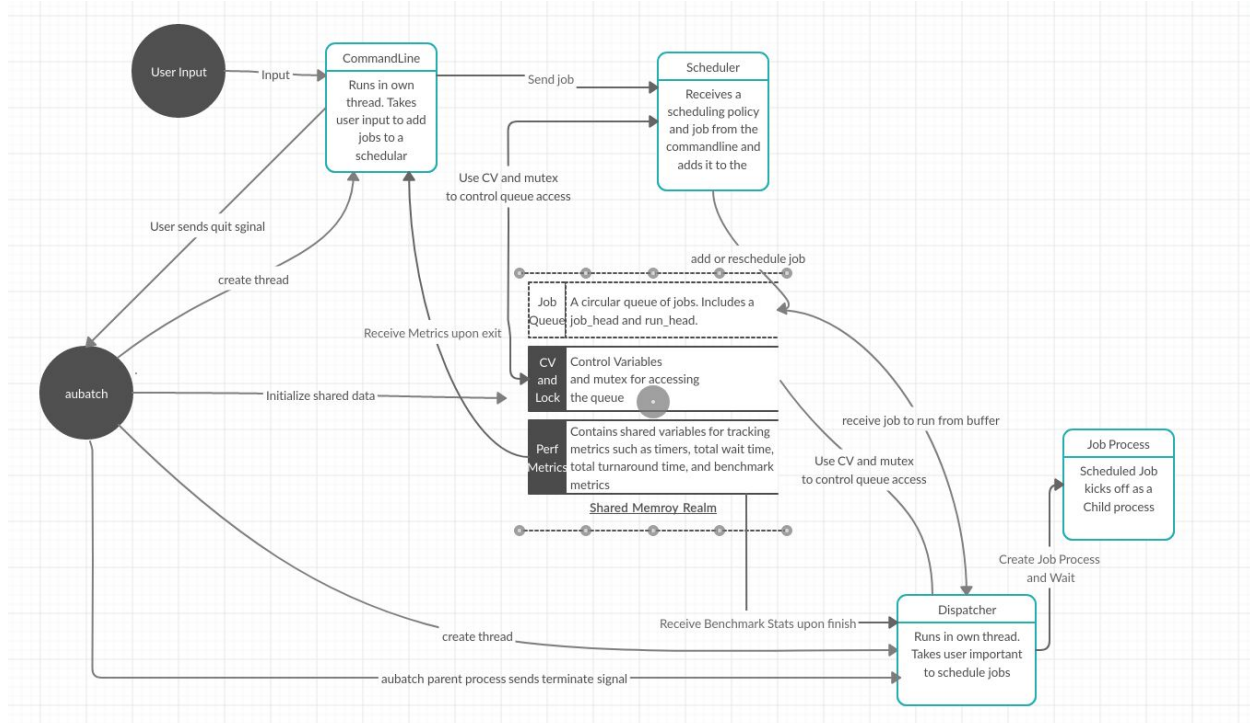 User Input
Input
CommandLine
Runs in own
thread. Takes
user input to add
jobs to a
schedular
Send job
Scheduler
Receives a
scheduling policy
and job from the
commandline and
adds it to the
Use CV and mutex
to control queue access
User sends quit sginal
create thread
add or reschedule job
Job
Queue
A circular queue of jobs. Includes a
job_head and run_head.
Receive Metrics upon exit
CV
and
Lock
Control Variables
and mutex for accessing
the queue
aubatch
Initialize shared data
receive job to run from buffer
Perf
Metrics
Contains shared variables for tracking
metrics such as timers, total wait time,
total turnaround time, and benchmark
metrics
Use CV and mutex
to control queue access
Job Process
Scheduled Job
kicks off as a
Child process
Shared Memroy Realm
Create Job Process
and Wait
Dispatcher
Runs in own thread.
Takes user important
to schedule jobs
Receive Benchmark Stats upon finish
create thread
aubatch parent process sends terminate signal